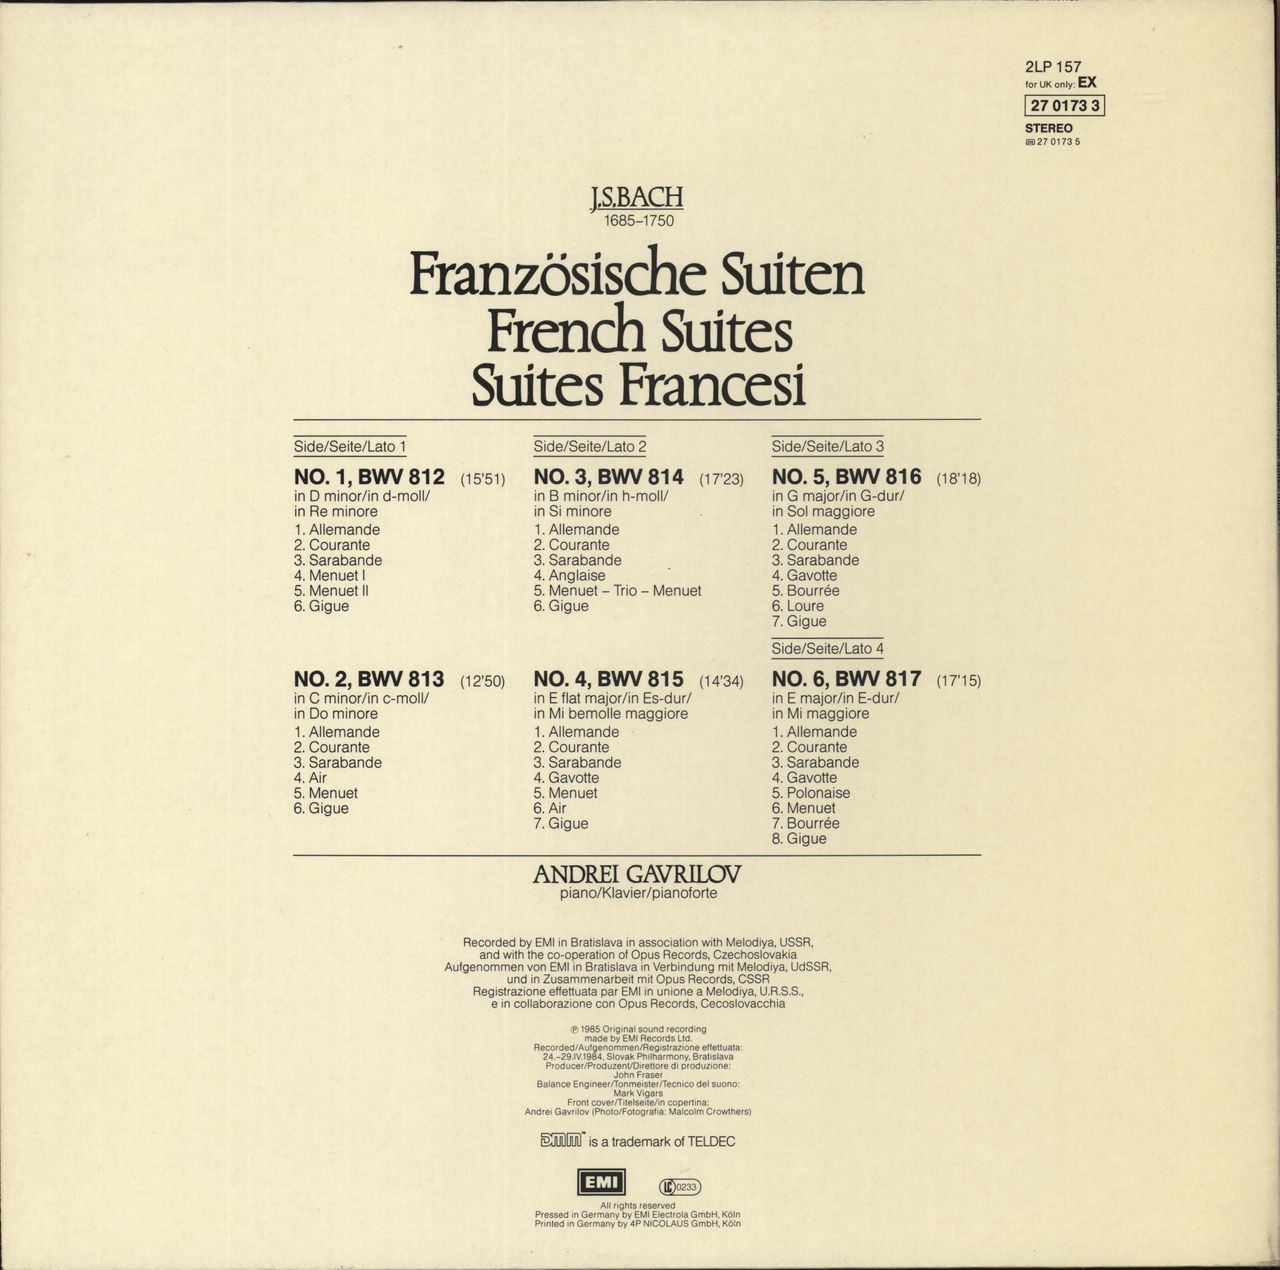 2LP 157
for UK only: EX
27 0173 3
STEREO
27 0173 5
J.S.BACH
1685–1750
Französische Suiten
French Suites
Suites Francesi
Side/Seite/Lato 1
NO. 1, BWV 812 (15'51)
in D minor/in d-moll/
in Re minore
1. Allemande
2. Courante
3. Sarabande
4. Menuet I
5. Menuet II
6. Gigue
NO. 2, BWV 813 (12'50)
in C minor/in c-moll/
in Do minore
1. Allemande
2. Courante
3. Sarabande
4. Air
5. Menuet
6. Gigue
Side/Seite/Lato 2
NO. 3, BWV 814 (17'23)
in B minor/in h-moll/
in Si minore
1. Allemande
2. Courante
3. Sarabande
4. Anglaise
5. Menuet – Trio – Menuet
6. Gigue
NO. 4, BWV 815 (14'34)
in E flat major/in Es-dur/
in Mi bemolle maggiore
1. Allemande
2. Courante
3. Sarabande
4. Gavotte
5. Menuet
6. Air
7. Gigue
Side/Seite/Lato 3
NO. 5, BWV 816 (18'18)
in G major/in G-dur/
in Sol maggiore
1. Allemande
2. Courante
3. Sarabande
4. Gavotte
5. Bourrée
6. Loure
7. Gigue
Side/Seite/Lato 4
NO. 6, BWV 817 (17'15)
in E major/in E-dur/
in Mi maggiore
1. Allemande
2. Courante
3. Sarabande
4. Gavotte
5. Polonaise
6. Menuet
7. Bourrée
8. Gigue
ANDREI GAVRILOV
piano/Klavier/pianoforte
Recorded by EMI in Bratislava in association with Melodiya, USSR,
and with the co-operation of Opus Records, Czechoslovakia
Aufgenommen von EMI in Bratislava in Verbindung mit Melodiya, UdSSR,
und in Zusammenarbeit mit Opus Records, CSSR
Registrazione effettuata par EMI in unione a Melodiya, U.R.S.S.,
e in collaborazione con Opus Records, Cecoslovacchia
℗ 1985 Original sound recording
made by EMI Records Ltd.
Recorded/Aufgenommen/Registrazione effettuata:
24.–29.IV.1984, Slovak Philharmony, Bratislava
Producer/Produzent/Direttore di produzione:
John Fraser
Balance Engineer/Tonmeister/Tecnico del suono:
Mark Vigars
Front cover/Titelseite/in copertina:
Andrei Gavrilov (Photo/Fotografia: Malcolm Crowthers)
DMM™ is a trademark of TELDEC
EMI
LC 0233
All rights reserved
Pressed in Germany by EMI Electrola GmbH, Köln
Printed in Germany by 4P NICOLAUS GmbH, Köln